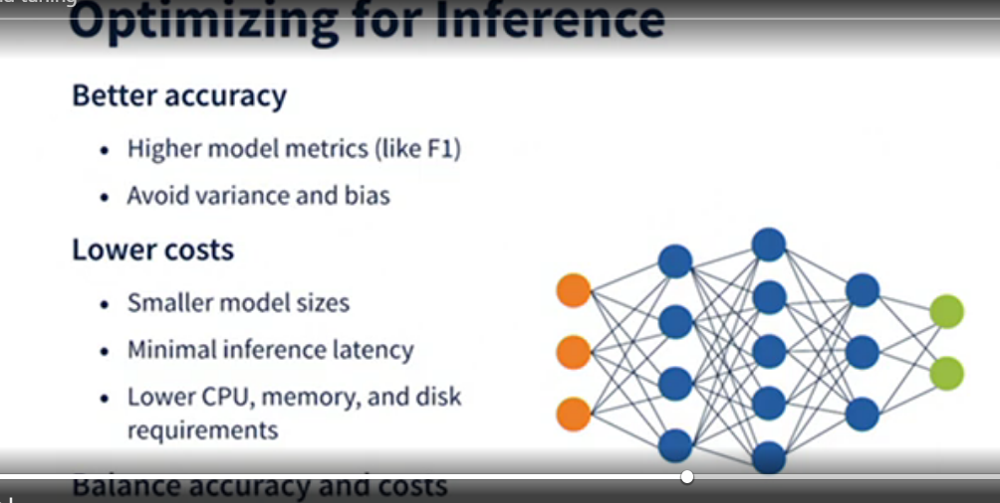 Optimizing for Inference
Better accuracy
• Higher model metrics (like F1)
• Avoid variance and bias
Lower costs
• Smaller model sizes
• Minimal inference latency
• Lower CPU, memory, and disk
requirements
Balance accuracy and costs